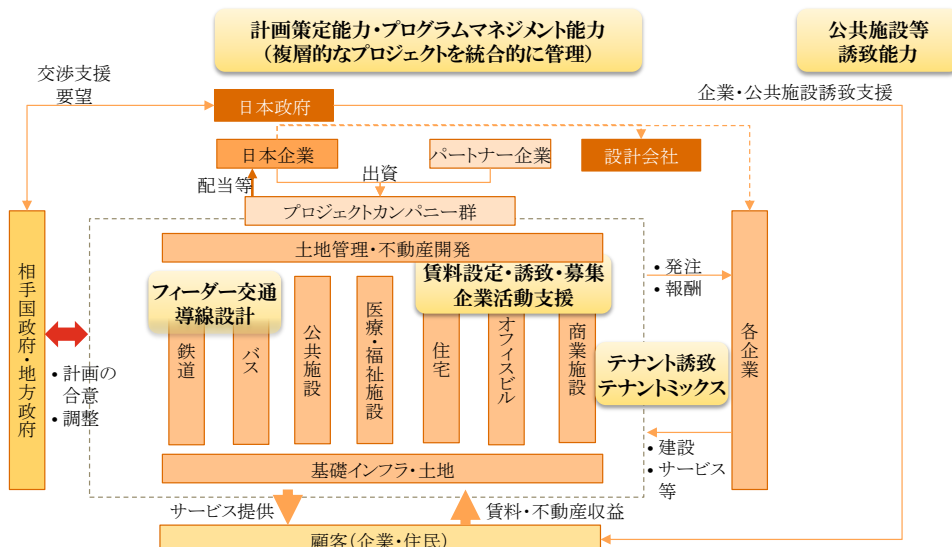 計画策定能力・プログラムマネジメント能力
(複層的なプロジェクトを統合的に管理)
公共施設等
誘致能力
交渉支援
要望
日本政府
企業・公共施設誘致支援
日本企業
パートナー企業
設計会社
配当等
出資
プロジェクトカンパニー群
土地管理・不動産開発
相手国政府・地方政府
• 計画の
合意
• 調整
フィーダー交通
導線設計
賃料設定・誘致・募集
企業活動支援
鉄道
バス
公共施設
医療・福祉施設
住宅
オフィスビル
商業施設
• 発注
• 報酬
各企業
テナント誘致
テナントミックス
• 建設
• サービス
等
基礎インフラ・土地
サービス提供
賃料・不動産収益
顧客(企業・住民)